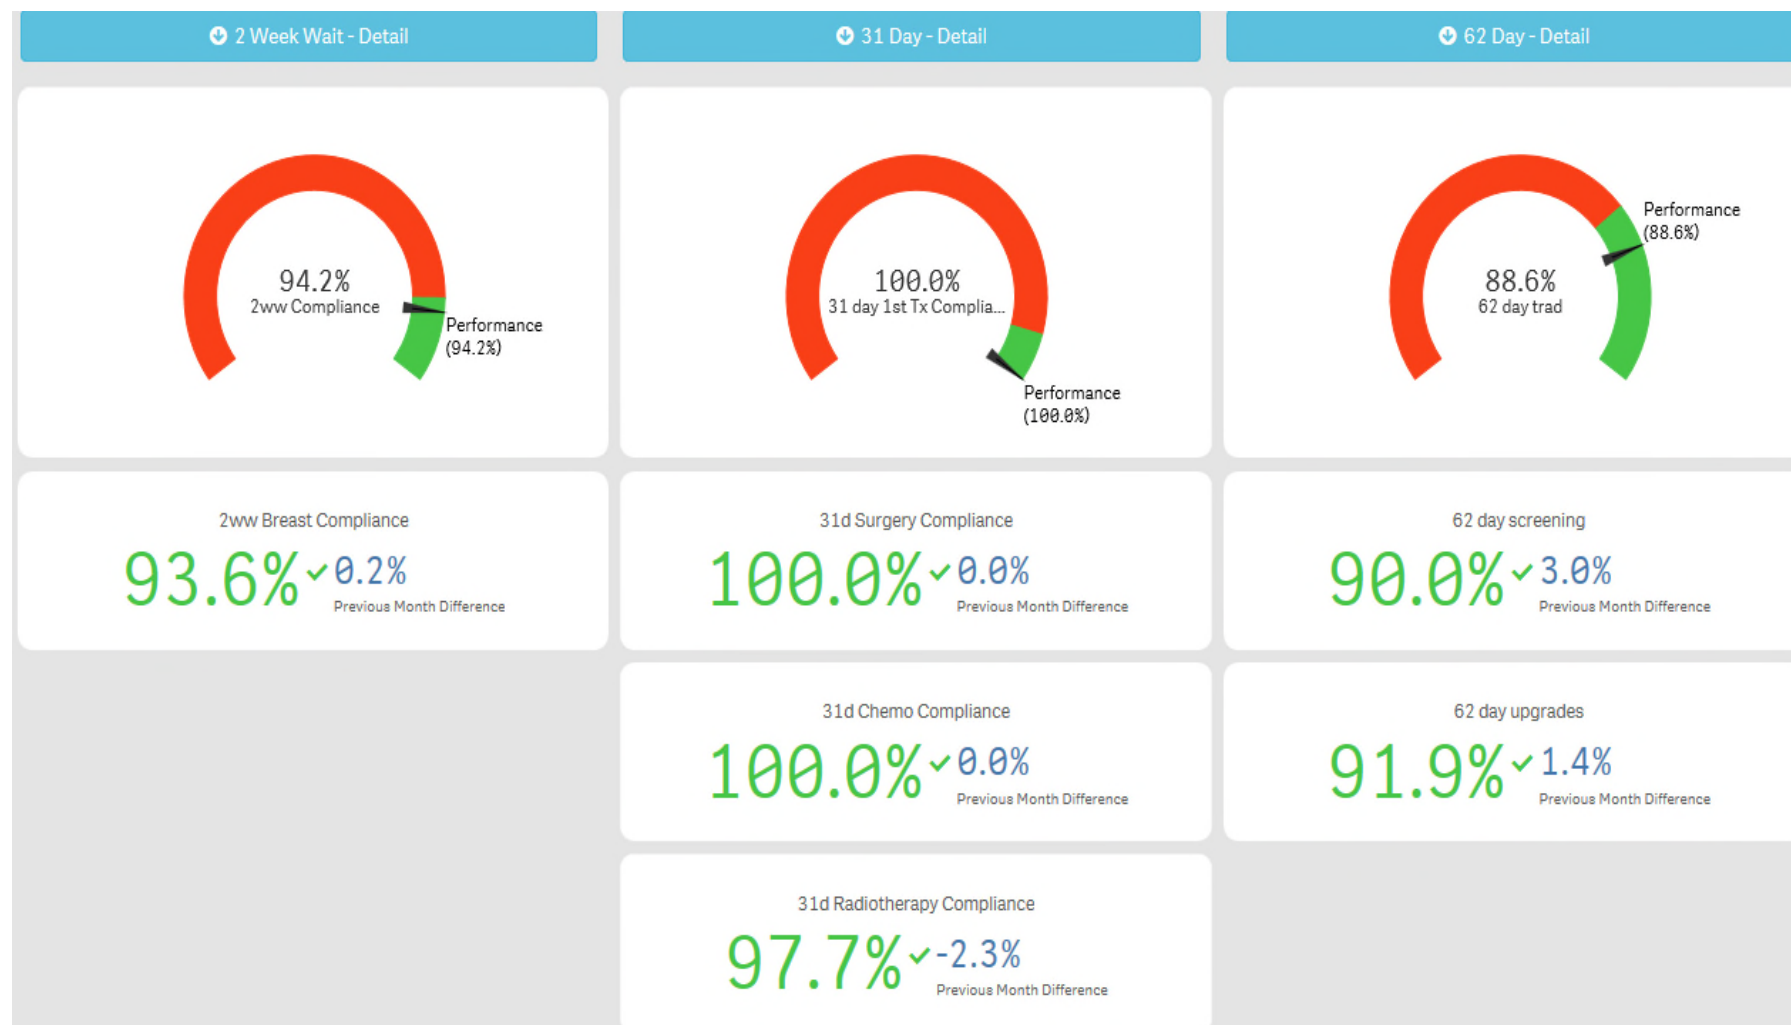 2 Week Wait - Detail
31 Day - Detail
62 Day - Detail
94.2%
2ww Compliance
Performance
(94.2%)
100.0%
31 day 1st Tx Complia...
Performance
(100.0%)
88.6%
62 day trad
Performance
(88.6%)
2ww Breast Compliance
93.6% 0.2%
Previous Month Difference
31d Surgery Compliance
100.0% 0.0%
Previous Month Difference
62 day screening
90.0% 3.0%
Previous Month Difference
31d Chemo Compliance
100.0% 0.0%
Previous Month Difference
62 day upgrades
91.9% 1.4%
Previous Month Difference
31d Radiotherapy Compliance
97.7% -2.3%
Previous Month Difference